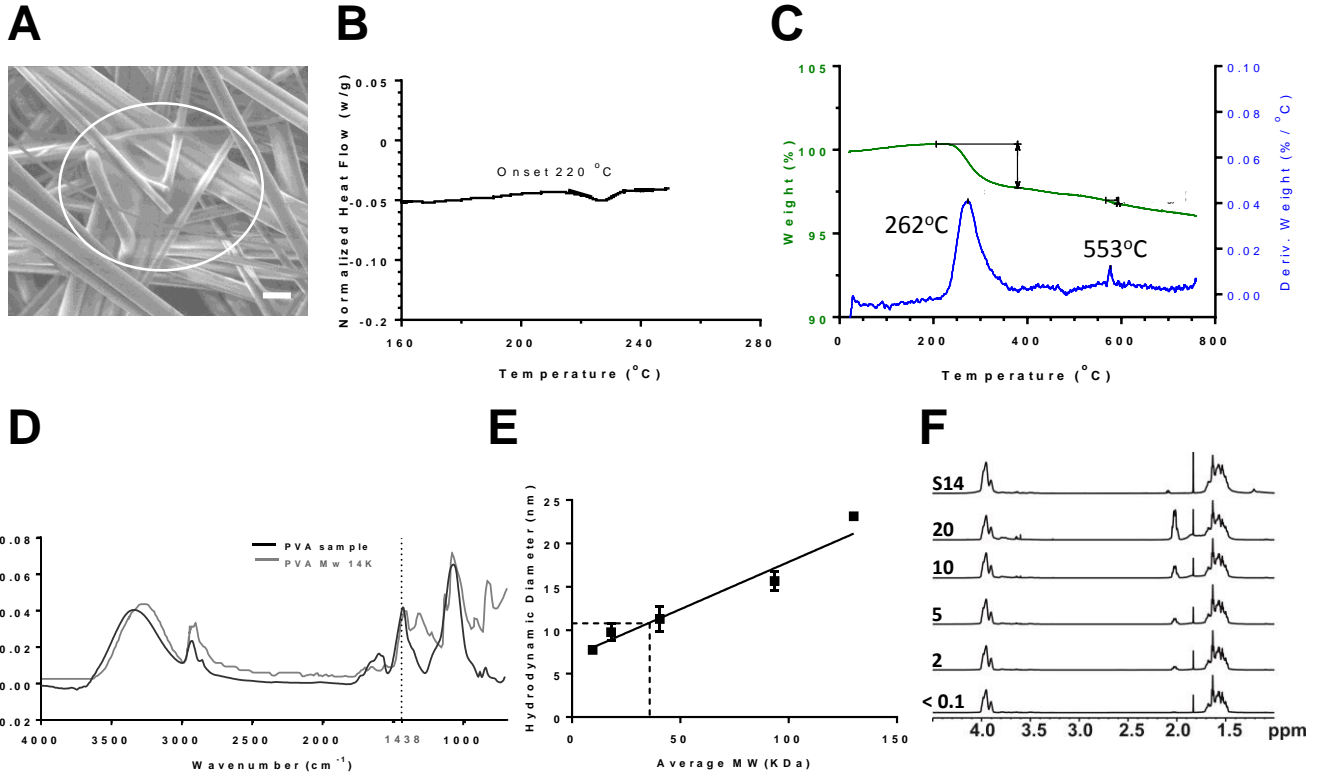 A
B
C
0.05
0
-0.05
-0.10
-0.2
160
200
240
280
Normalized Heat Flow (w/g)
Onset 220 °C
Temperature (°C)
105
100
95
90
Weight (%)
0.10
0.08
0.06
0.04
0.02
0.00
Deriv. Weight (% / °C)
262°C
553°C
0
200
400
600
800
Temperature (°C)
D
E
F
0.08
0.06
0.04
0.02
0.00
0.02
PVA sample
PVA Mw 14K
4000
3500
3000
2000
1438
1000
Wavenumber (cm⁻¹)
25
20
15
10
5
0
Hydrodynamic Diameter (nm)
0
50
100
150
Average MW (KDa)
S14
20
10
5
2
< 0.1
4.0
3.5
3.0
2.5
2.0
1.5
ppm